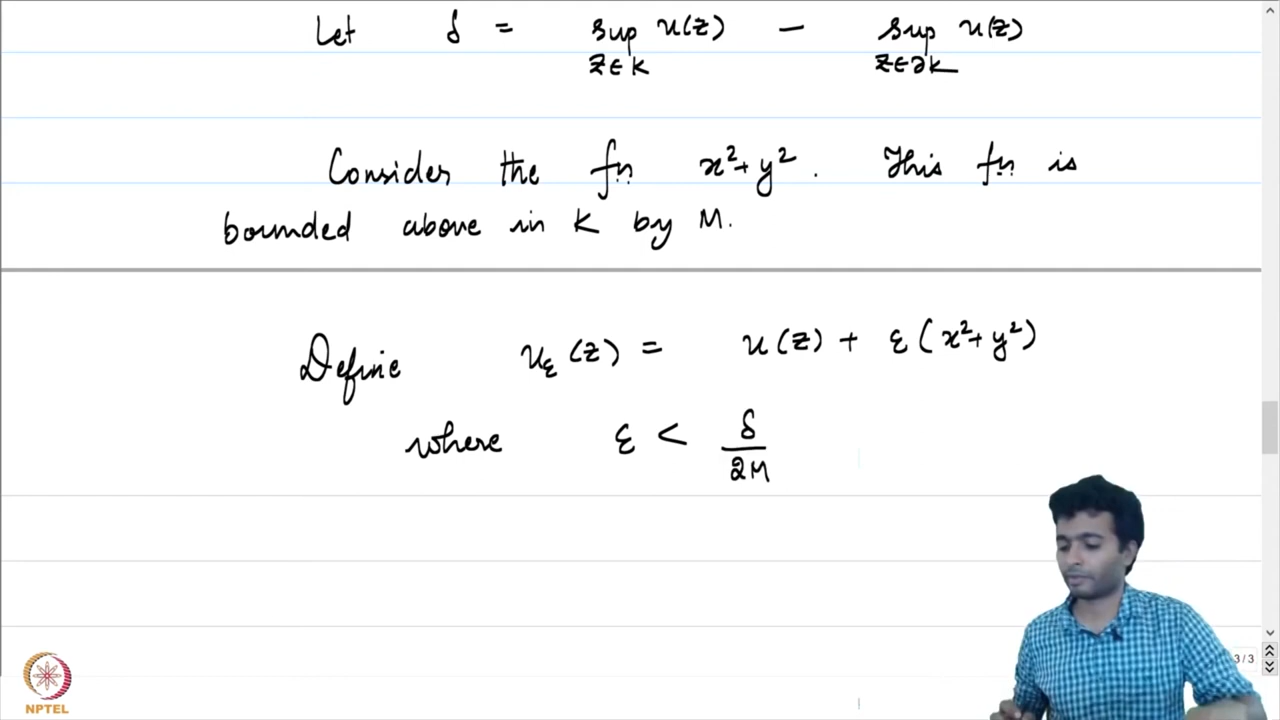 Let δ = sup u(z) − sup u(z)
z∈K z∈∂K
Consider the fn x²+y². This fn is
bounded above in K by M.
Define u_ε(z) = u(z) + ε(x²+y²)
where ε < δ/2M
3/3
NPTEL